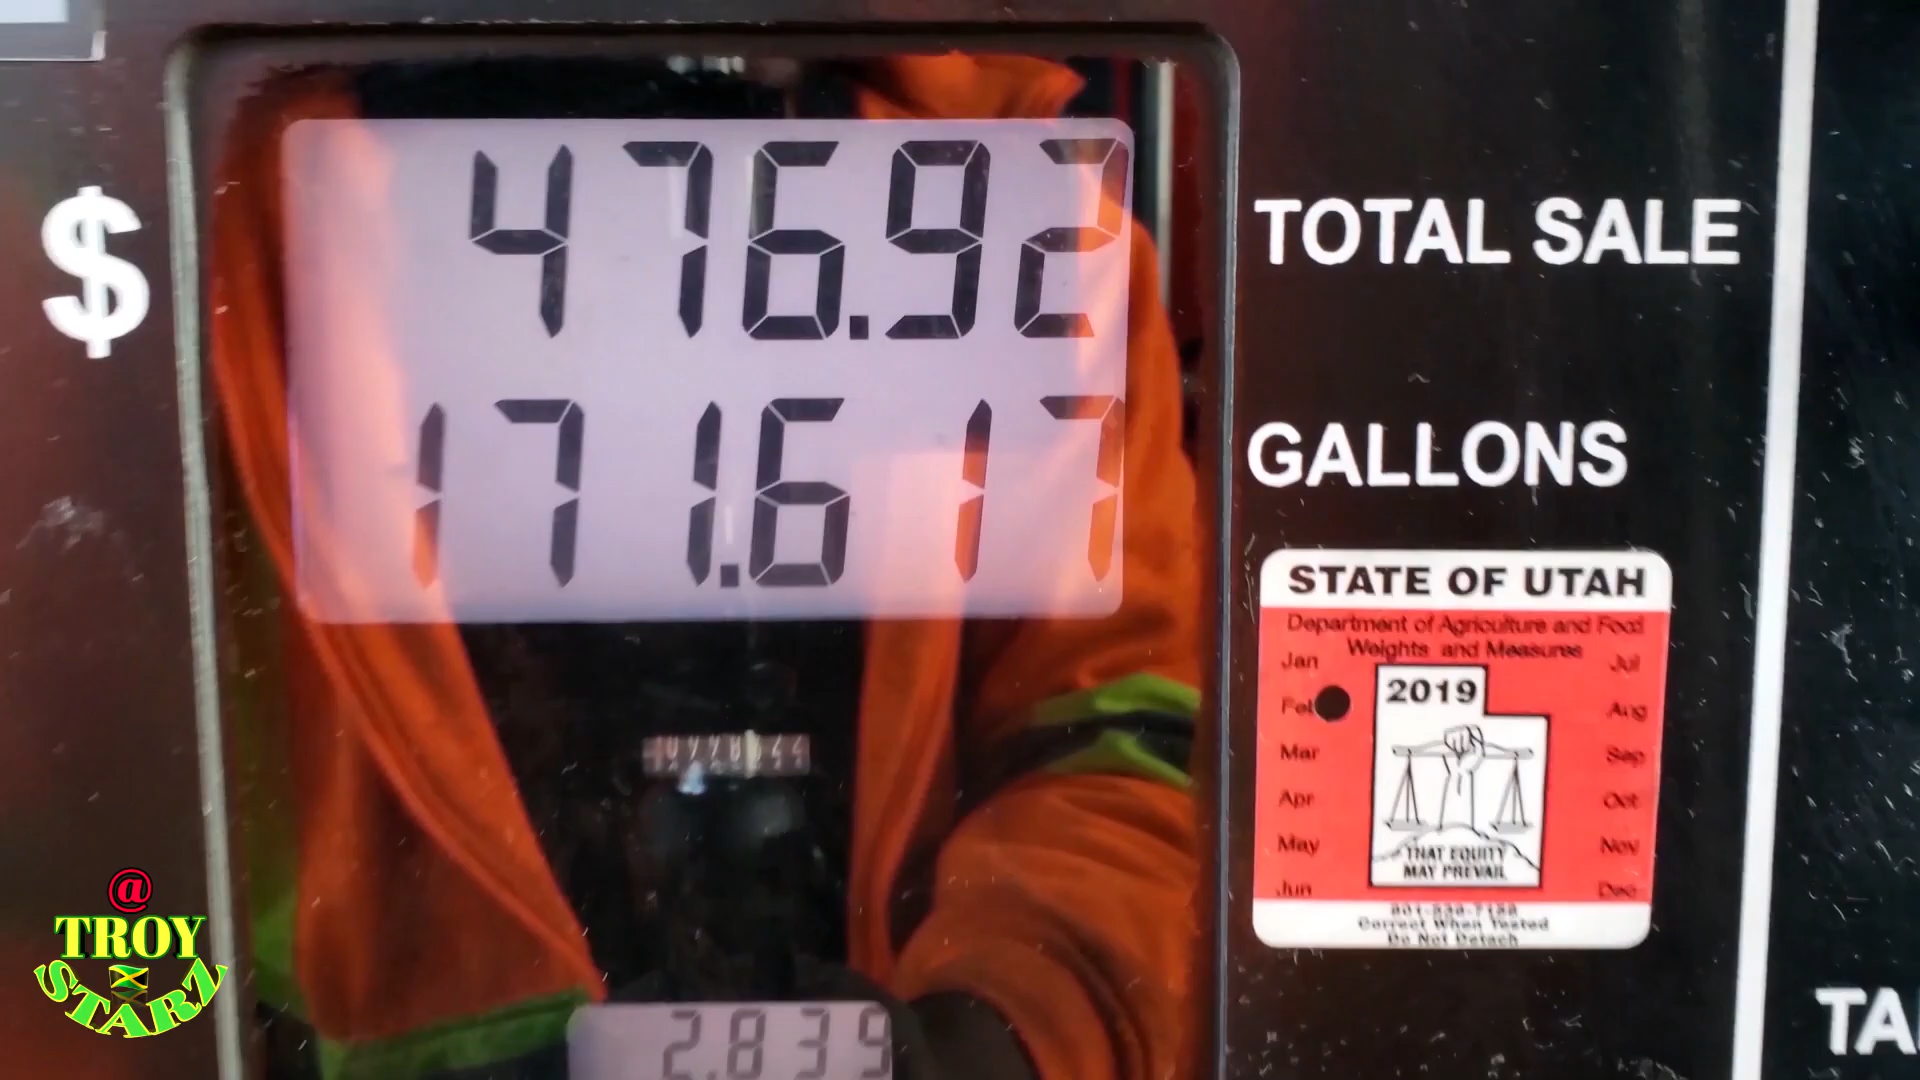 $ 476.92 TOTAL SALE
171.617 GALLONS
STATE OF UTAH
Department of Agriculture and Food
Weights and Measures
Jan Jul
2019
Feb Aug
Mar Sep
Apr Oct
May Nov
THAT EQUITY
MAY PREVAIL
Jun Dec
Correct When Tested
Do Not Detach
@
TROY
STARZ
2.839
TA